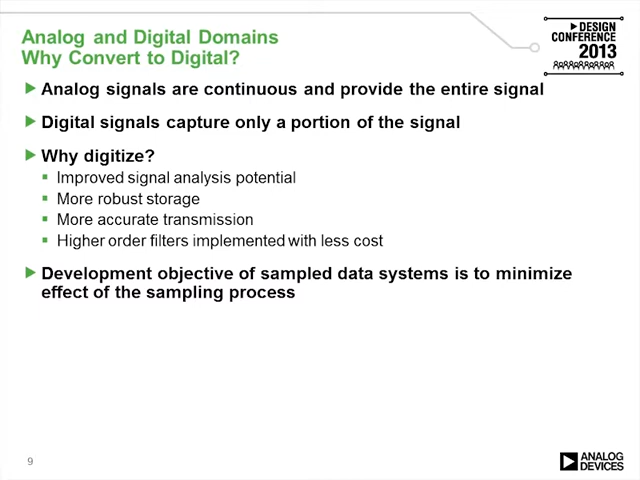 Analog and Digital Domains
Why Convert to Digital?
DESIGN
CONFERENCE
2013
Analog signals are continuous and provide the entire signal
Digital signals capture only a portion of the signal
Why digitize?
Improved signal analysis potential
More robust storage
More accurate transmission
Higher order filters implemented with less cost
Development objective of sampled data systems is to minimize
effect of the sampling process
9
ANALOG
DEVICES